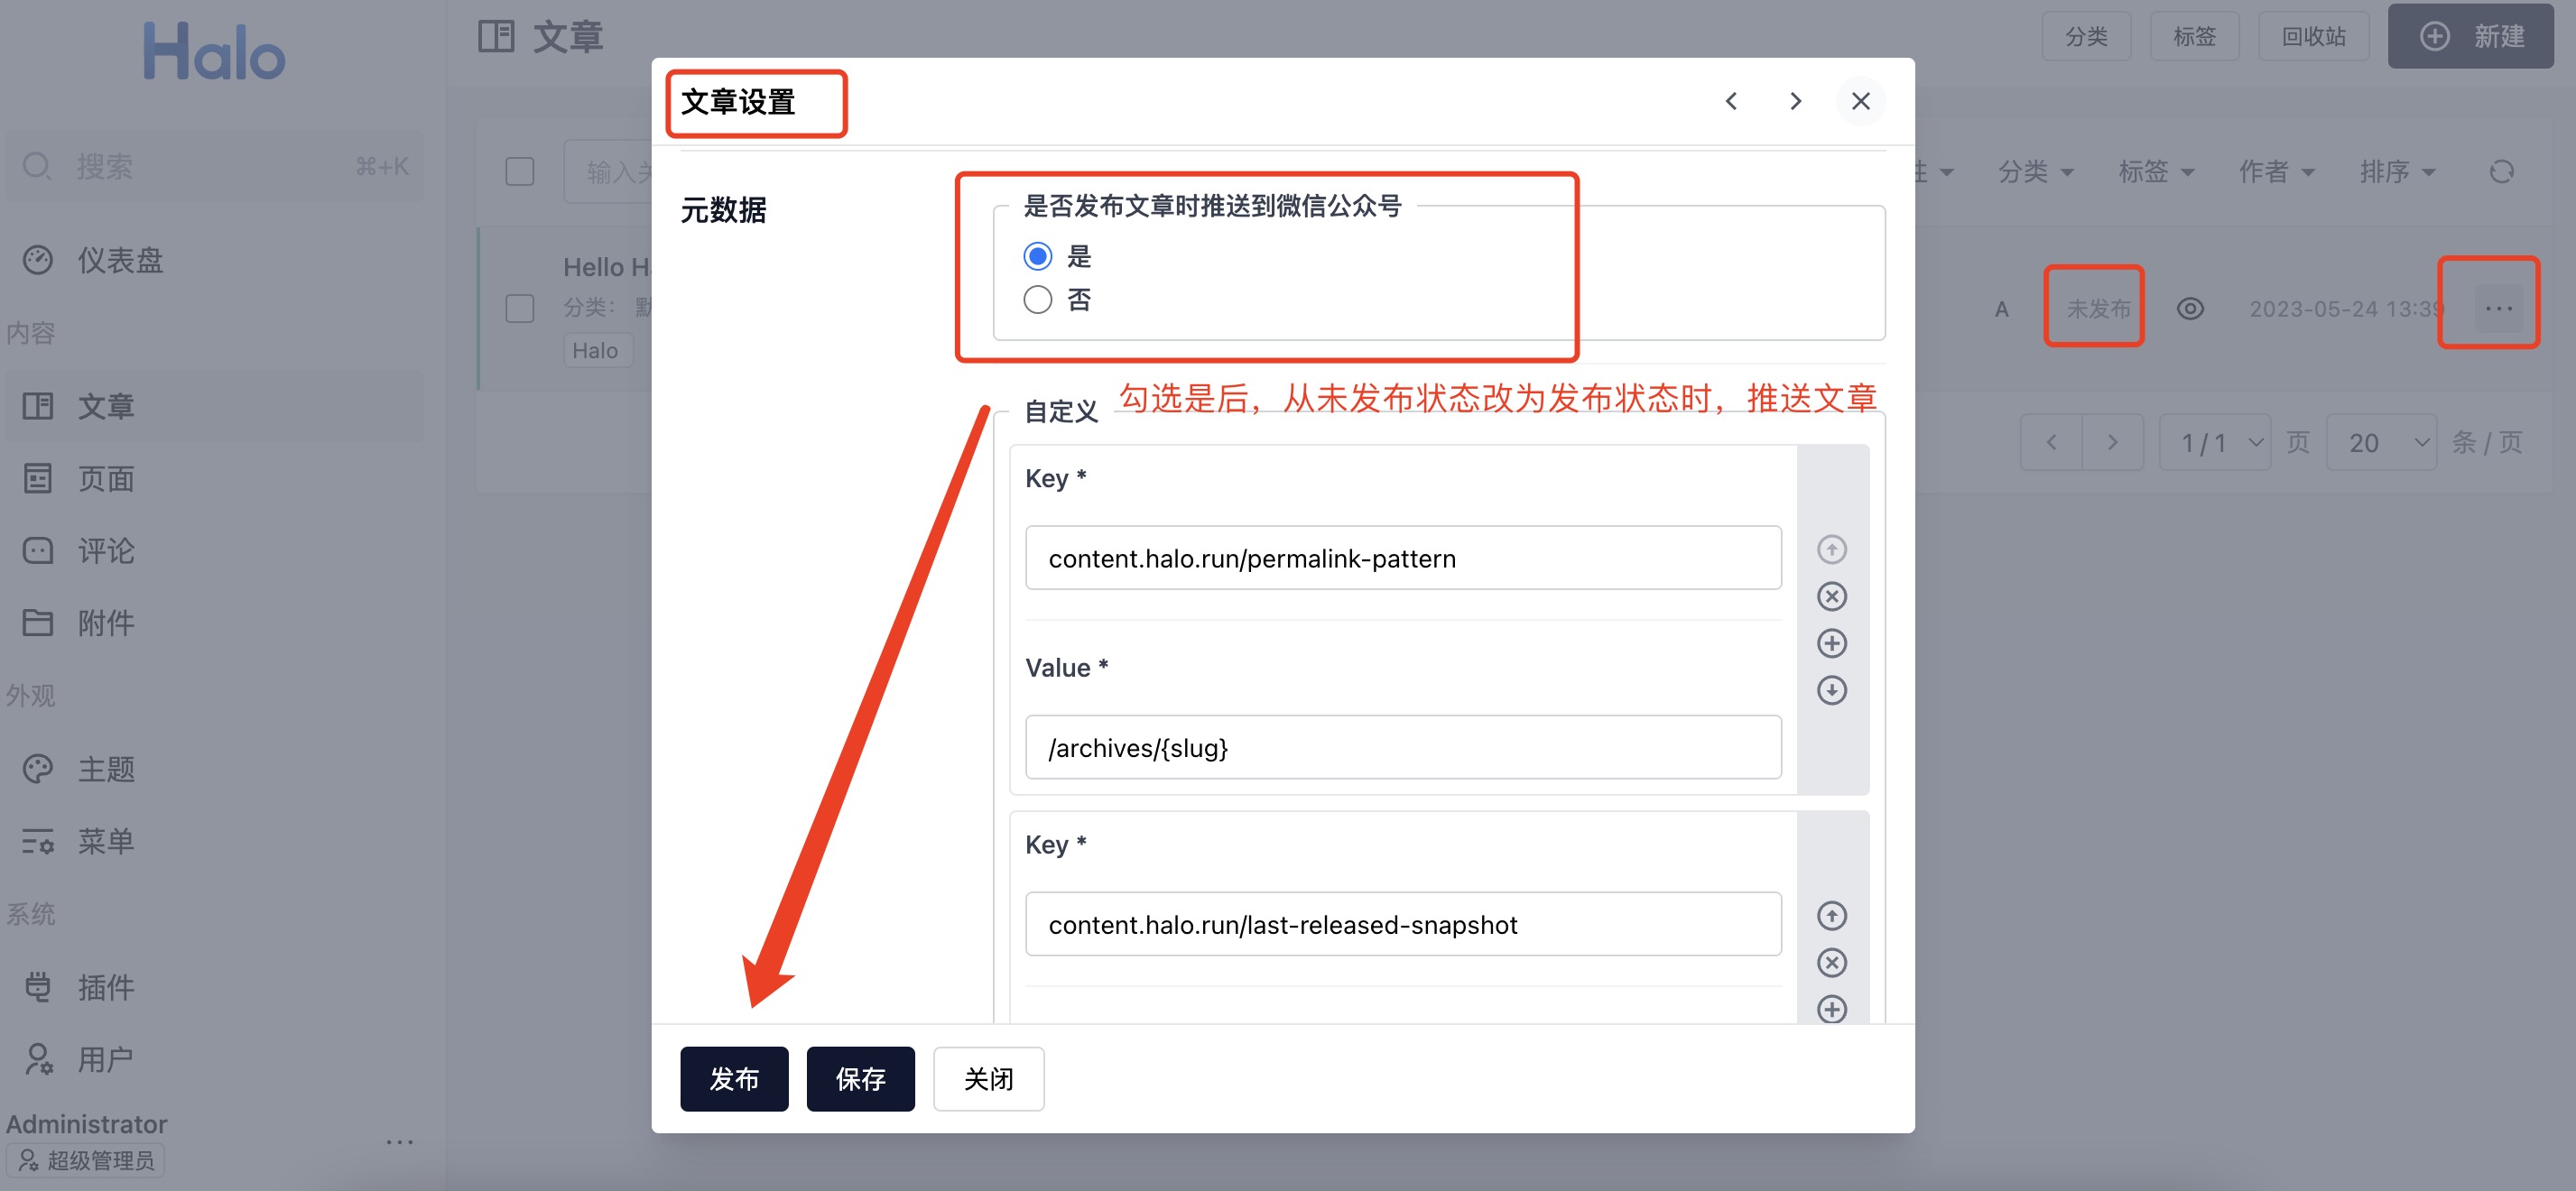 Halo
搜索
⌘+K
仪表盘
内容
文章
页面
评论
附件
外观
主题
菜单
系统
插件
用户
Administrator
超级管理员
文章
分类
标签
回收站
新建
输入
分类
标签
作者
排序
Hello
分类：
Halo
A
未发布
2023-05-24 13:39
1 / 1
页
20
条 / 页
文章设置
元数据
是否发布文章时推送到微信公众号
是
否
勾选是后，从未发布状态改为发布状态时，推送文章
自定义
Key *
content.halo.run/permalink-pattern
Value *
/archives/{slug}
Key *
content.halo.run/last-released-snapshot
发布
保存
关闭